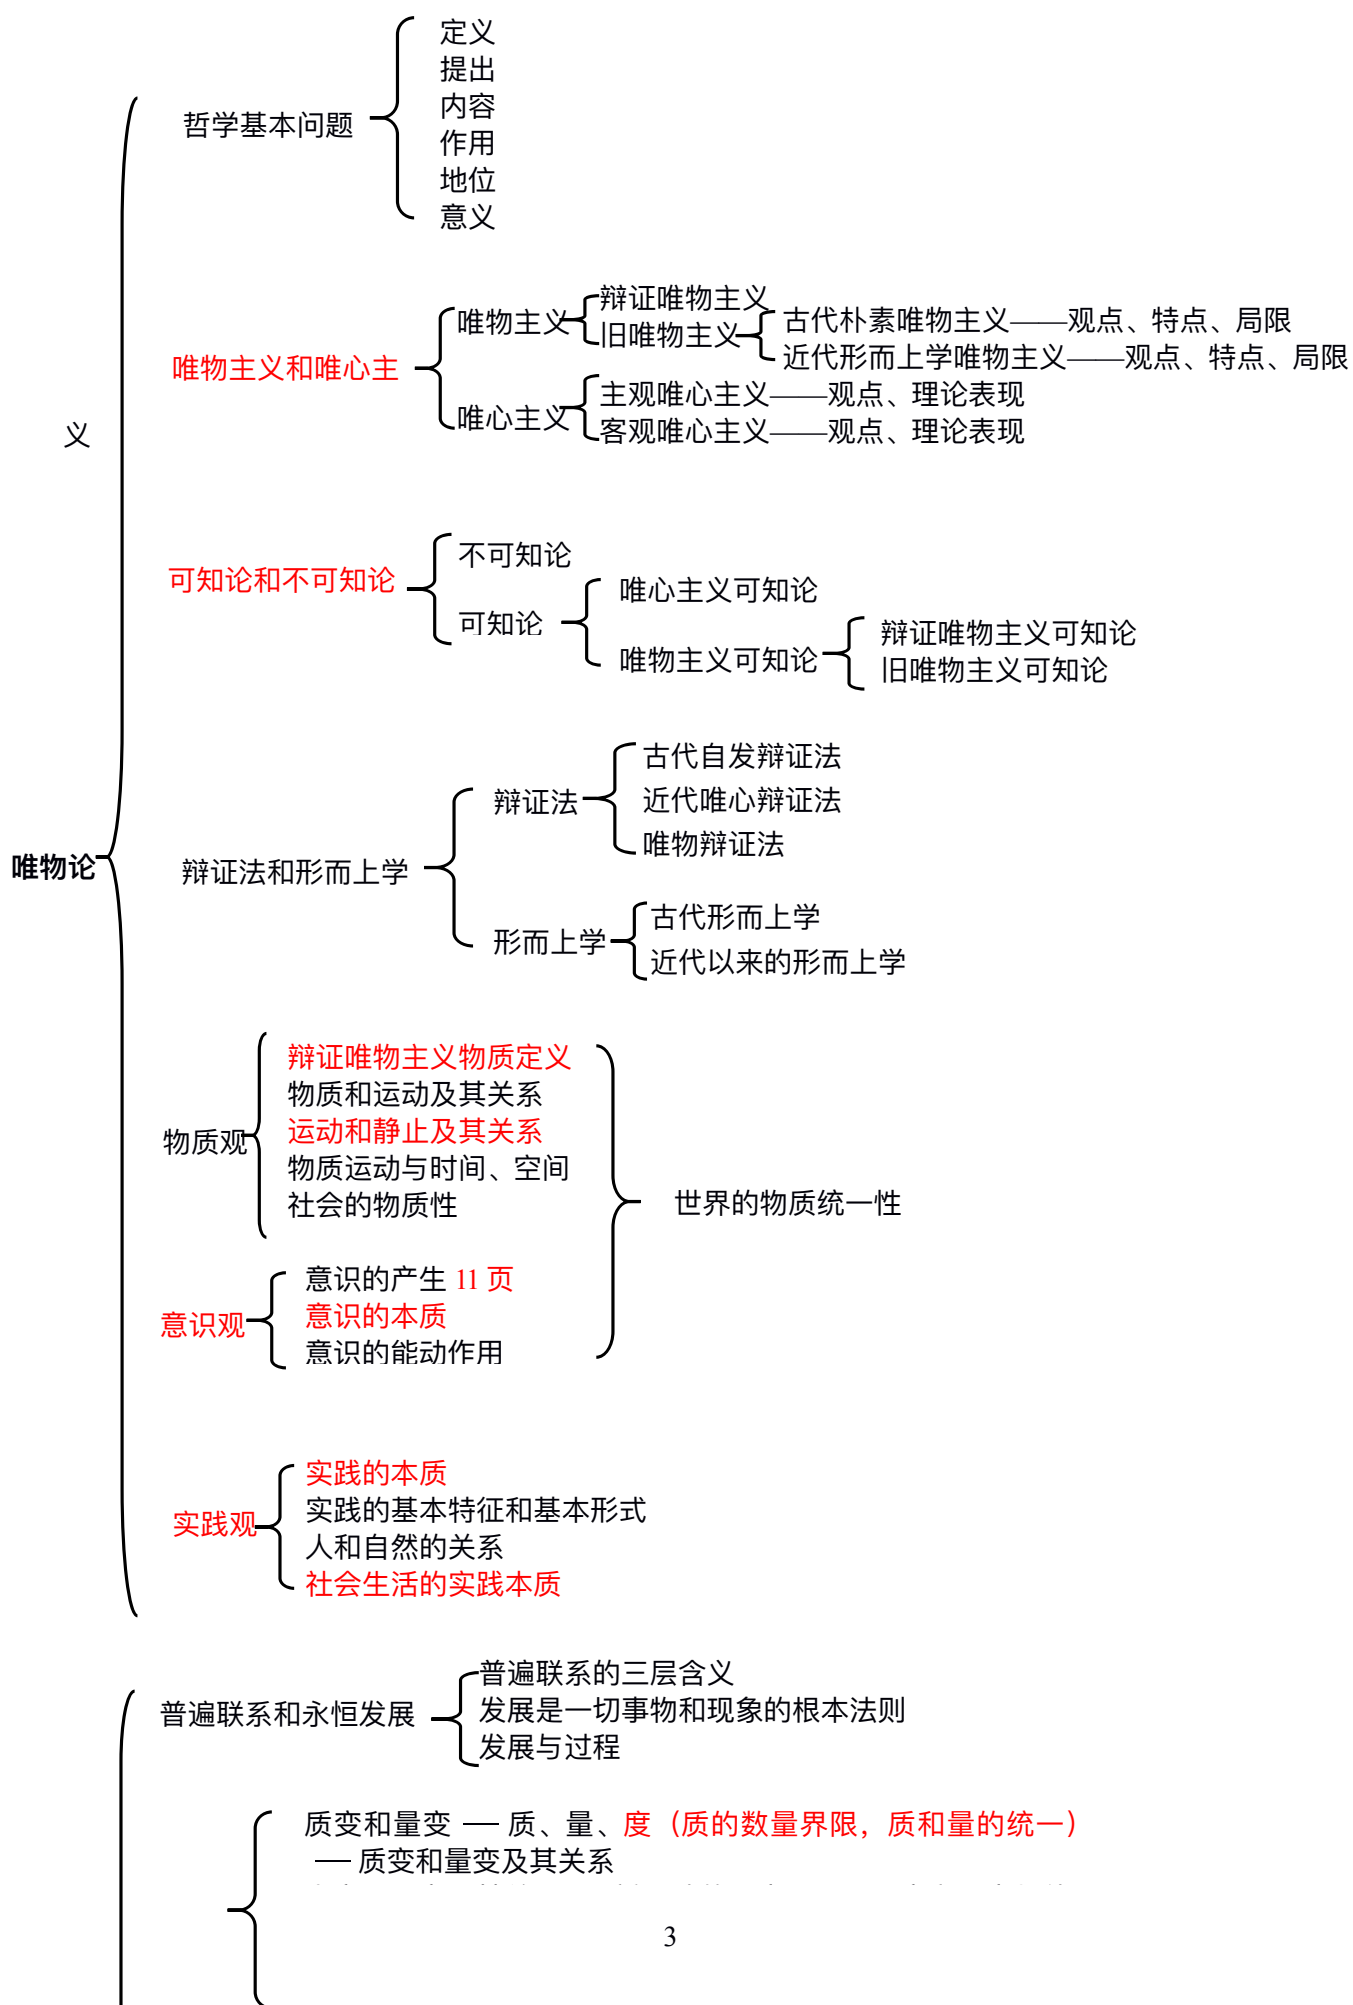 定义
提出
内容
哲学基本问题
作用
地位
意义
辩证唯物主义
唯物主义
旧唯物主义
古代朴素唯物主义——观点、特点、局限
近代形而上学唯物主义——观点、特点、局限
唯物主义和唯心主
主观唯心主义——观点、理论表现
唯心主义
客观唯心主义——观点、理论表现
义
不可知论
可知论和不可知论
唯心主义可知论
可知论
辩证唯物主义可知论
唯物主义可知论
旧唯物主义可知论
古代自发辩证法
辩证法
近代唯心辩证法
唯物辩证法
唯物论
辩证法和形而上学
古代形而上学
形而上学
近代以来的形而上学
辩证唯物主义物质定义
物质和运动及其关系
运动和静止及其关系
物质观
物质运动与时间、空间
社会的物质性
世界的物质统一性
意识的产生 11 页
意识观
意识的本质
意识的能动作用
实践的本质
实践的基本特征和基本形式
实践观
人和自然的关系
社会生活的实践本质
普遍联系的三层含义
普遍联系和永恒发展
发展是一切事物和现象的根本法则
发展与过程
质变和量变 — 质、量、度（质的数量界限，质和量的统一）
— 质变和量变及其关系
3